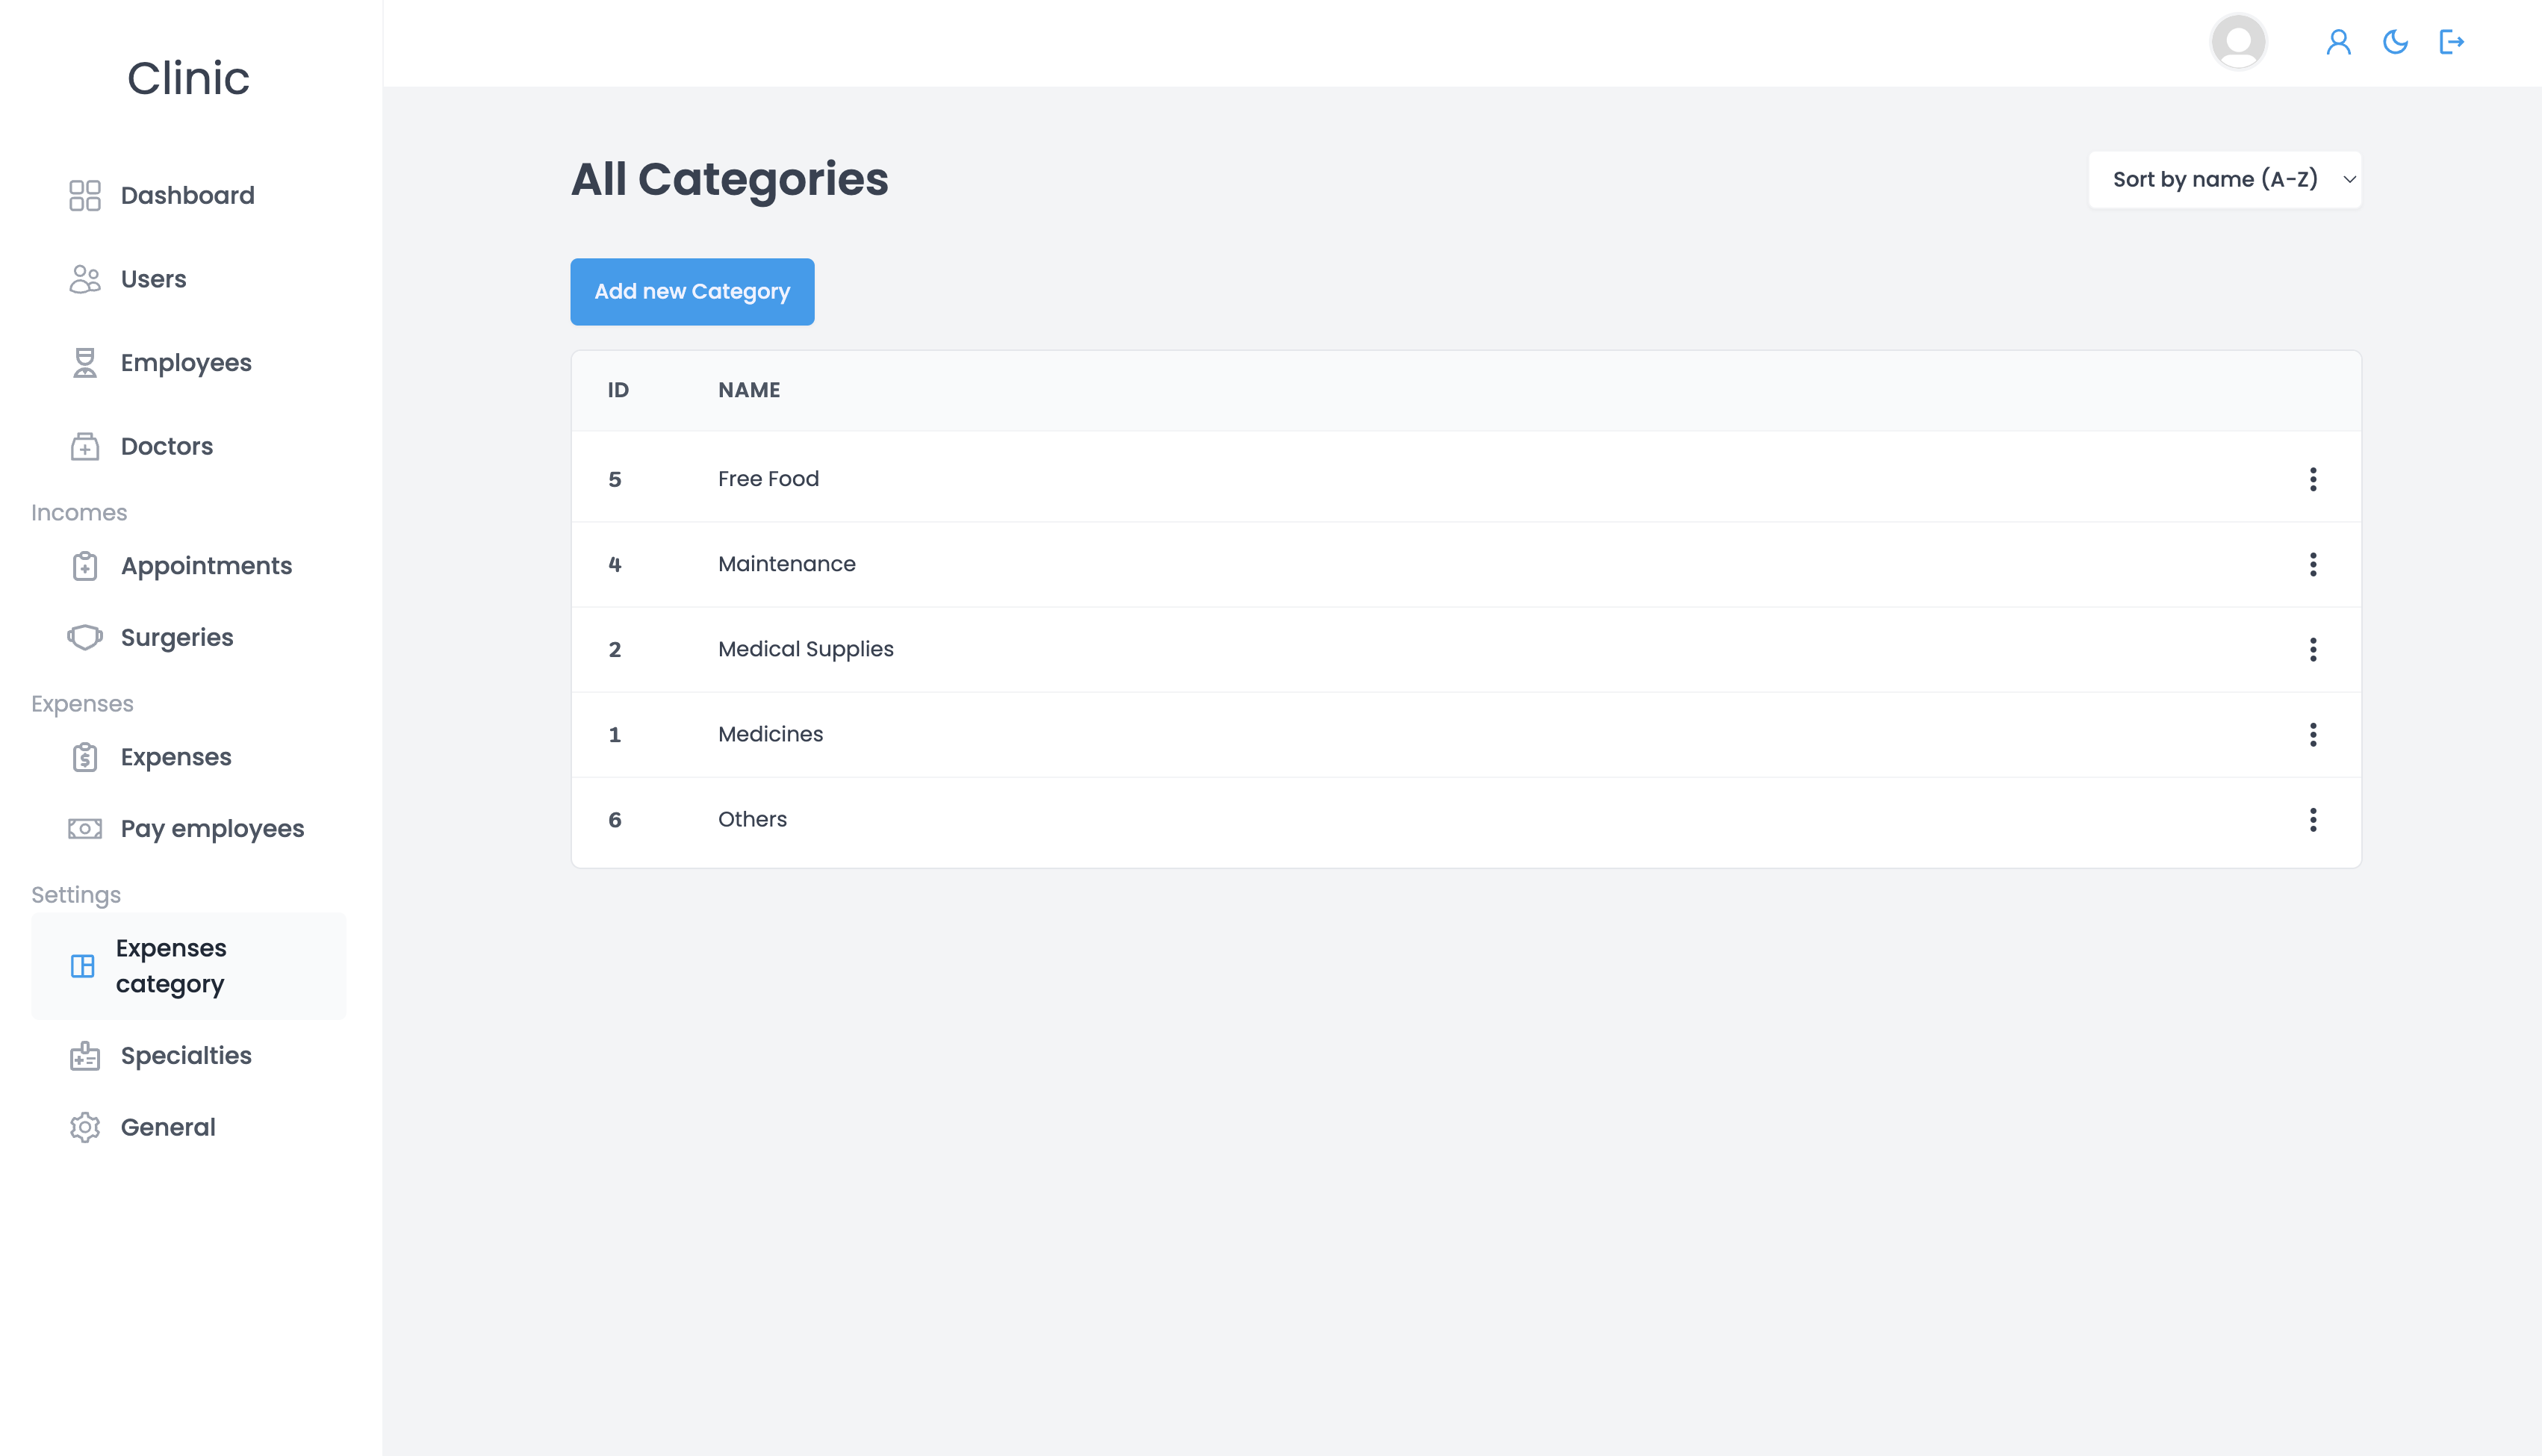 Clinic
Dashboard
Users
Employees
Doctors
Incomes
Appointments
Surgeries
Expenses
Expenses
Pay employees
Settings
Expenses
category
Specialties
General
All Categories
Sort by name (A-Z)
Add new Category
ID NAME
5 Free Food
4 Maintenance
2 Medical Supplies
1 Medicines
6 Others